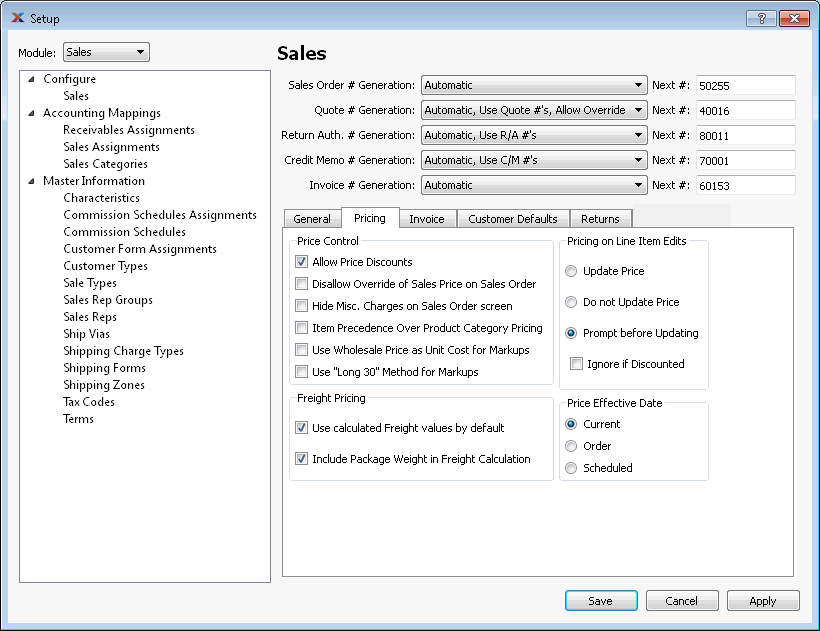 Setup
Module: Sales
Configure
Sales
Accounting Mappings
Receivables Assignments
Sales Assignments
Sales Categories
Master Information
Characteristics
Commission Schedules Assignments
Commission Schedules
Customer Form Assignments
Customer Types
Sale Types
Sales Rep Groups
Sales Reps
Ship Vias
Shipping Charge Types
Shipping Forms
Shipping Zones
Tax Codes
Terms
Sales
Sales Order # Generation: Automatic Next #: 50255
Quote # Generation: Automatic, Use Quote #'s, Allow Override Next #: 40016
Return Auth. # Generation: Automatic, Use R/A #'s Next #: 80011
Credit Memo # Generation: Automatic, Use C/M #'s Next #: 70001
Invoice # Generation: Automatic Next #: 60153
General Pricing Invoice Customer Defaults Returns
Price Control
Allow Price Discounts
Disallow Override of Sales Price on Sales Order
Hide Misc. Charges on Sales Order screen
Item Precedence Over Product Category Pricing
Use Wholesale Price as Unit Cost for Markups
Use "Long 30" Method for Markups
Freight Pricing
Use calculated Freight values by default
Include Package Weight in Freight Calculation
Pricing on Line Item Edits
Update Price
Do not Update Price
Prompt before Updating
Ignore if Discounted
Price Effective Date
Current
Order
Scheduled
Save Cancel Apply